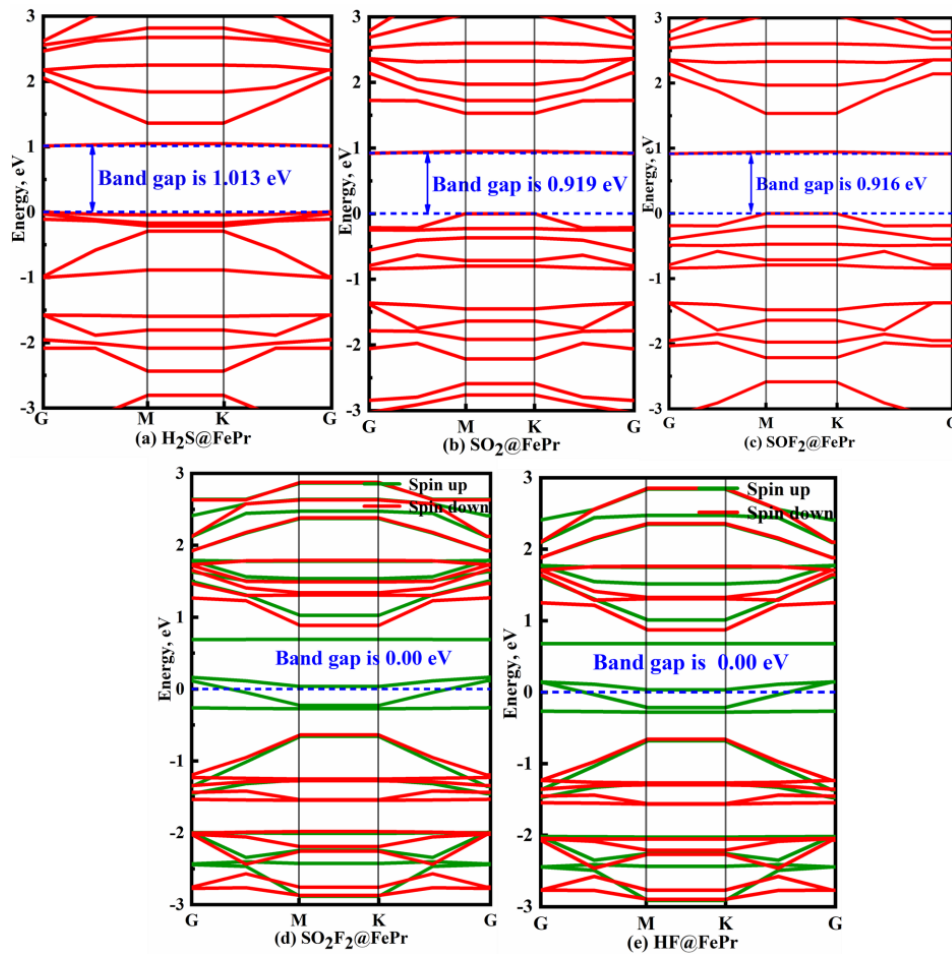 3
2
1
0
-1
-2
-3
Energy, eV
Band gap is 1.013 eV
G M K G
(a) H₂S@FePr
3
2
1
0
-1
-2
-3
Energy, eV
Band gap is 0.919 eV
G M K G
(b) SO₂@FePr
3
2
1
0
-1
-2
-3
Energy, eV
Band gap is 0.916 eV
G M K G
(c) SOF₂@FePr
3
2
1
0
-1
-2
-3
Energy, eV
Spin up
Spin down
Band gap is 0.00 eV
G M K G
(d) SO₂F₂@FePr
3
2
1
0
-1
-2
-3
Energy, eV
Spin up
Spin down
Band gap is 0.00 eV
G M K G
(e) HF@FePr